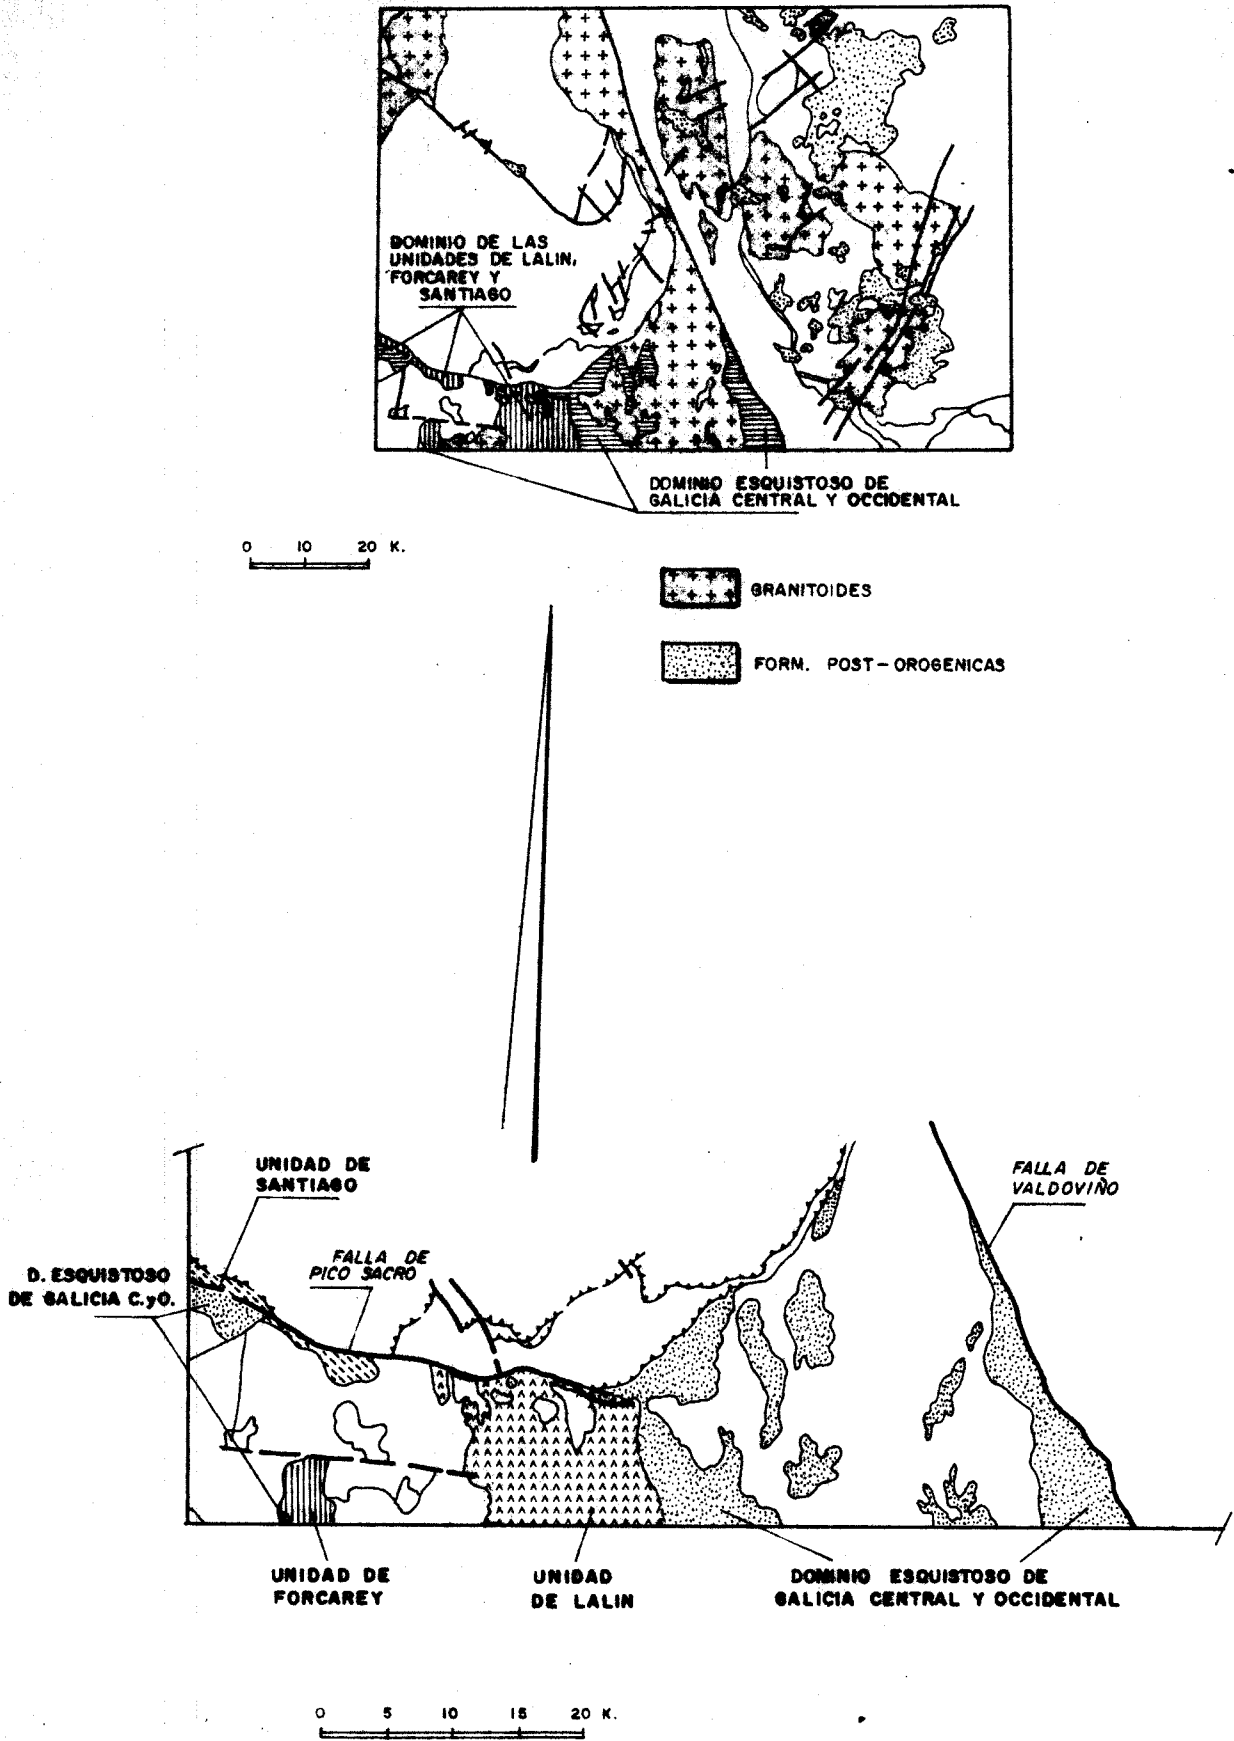 DOMINIO DE LAS
UNIDADES DE LALIN,
FORCAREY Y
SANTIAGO
DOMINIO ESQUISTOSO DE
GALICIA CENTRAL Y OCCIDENTAL
0 10 20 K.
GRANITOIDES
FORM. POST-OROGENICAS
UNIDAD DE
SANTIAGO
FALLA DE
VALDOVIÑO
FALLA DE
PICO SACRO
D. ESQUISTOSO
DE GALICIA C.yO.
UNIDAD DE
FORCAREY
UNIDAD
DE LALIN
DOMINIO ESQUISTOSO DE
GALICIA CENTRAL Y OCCIDENTAL
0 5 10 15 20 K.